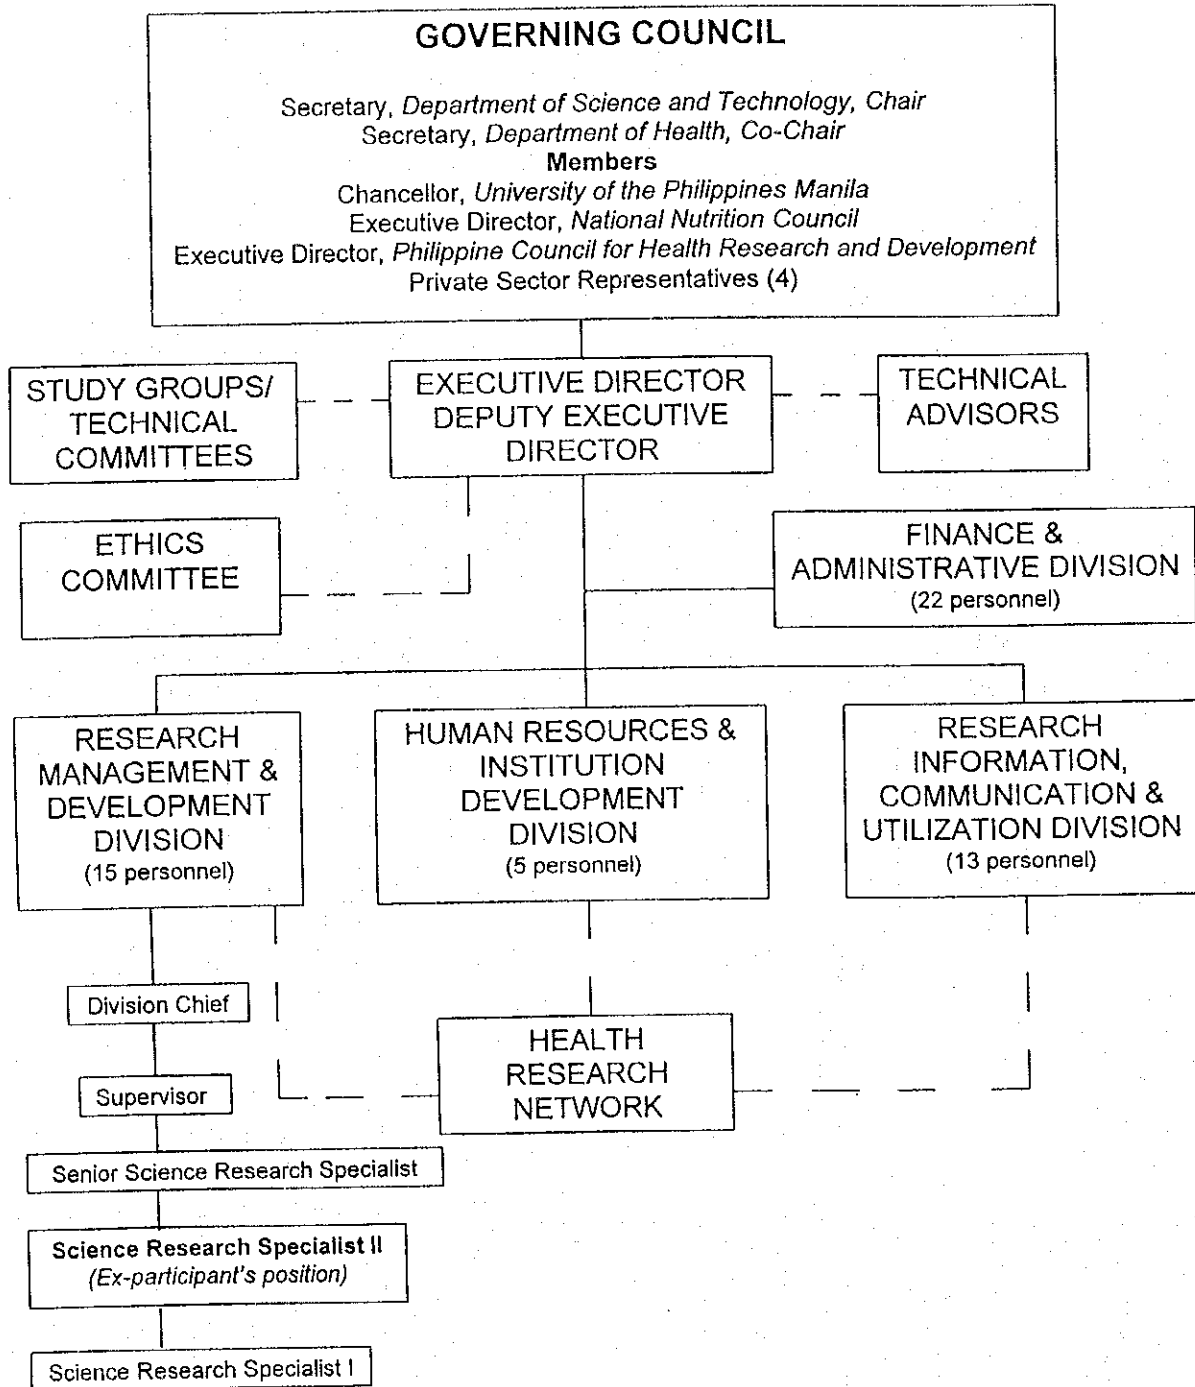 GOVERNING COUNCIL
Secretary, Department of Science and Technology, Chair
Secretary, Department of Health, Co-Chair
Members
Chancellor, University of the Philippines Manila
Executive Director, National Nutrition Council
Executive Director, Philippine Council for Health Research and Development
Private Sector Representatives (4)
STUDY GROUPS/
TECHNICAL
COMMITTEES
EXECUTIVE DIRECTOR
DEPUTY EXECUTIVE
DIRECTOR
TECHNICAL
ADVISORS
ETHICS
COMMITTEE
FINANCE &
ADMINISTRATIVE DIVISION
(22 personnel)
RESEARCH
MANAGEMENT &
DEVELOPMENT
DIVISION
(15 personnel)
HUMAN RESOURCES &
INSTITUTION
DEVELOPMENT
DIVISION
(5 personnel)
RESEARCH
INFORMATION,
COMMUNICATION &
UTILIZATION DIVISION
(13 personnel)
Division Chief
Supervisor
Senior Science Research Specialist
Science Research Specialist II
(Ex-participant's position)
Science Research Specialist I
HEALTH
RESEARCH
NETWORK